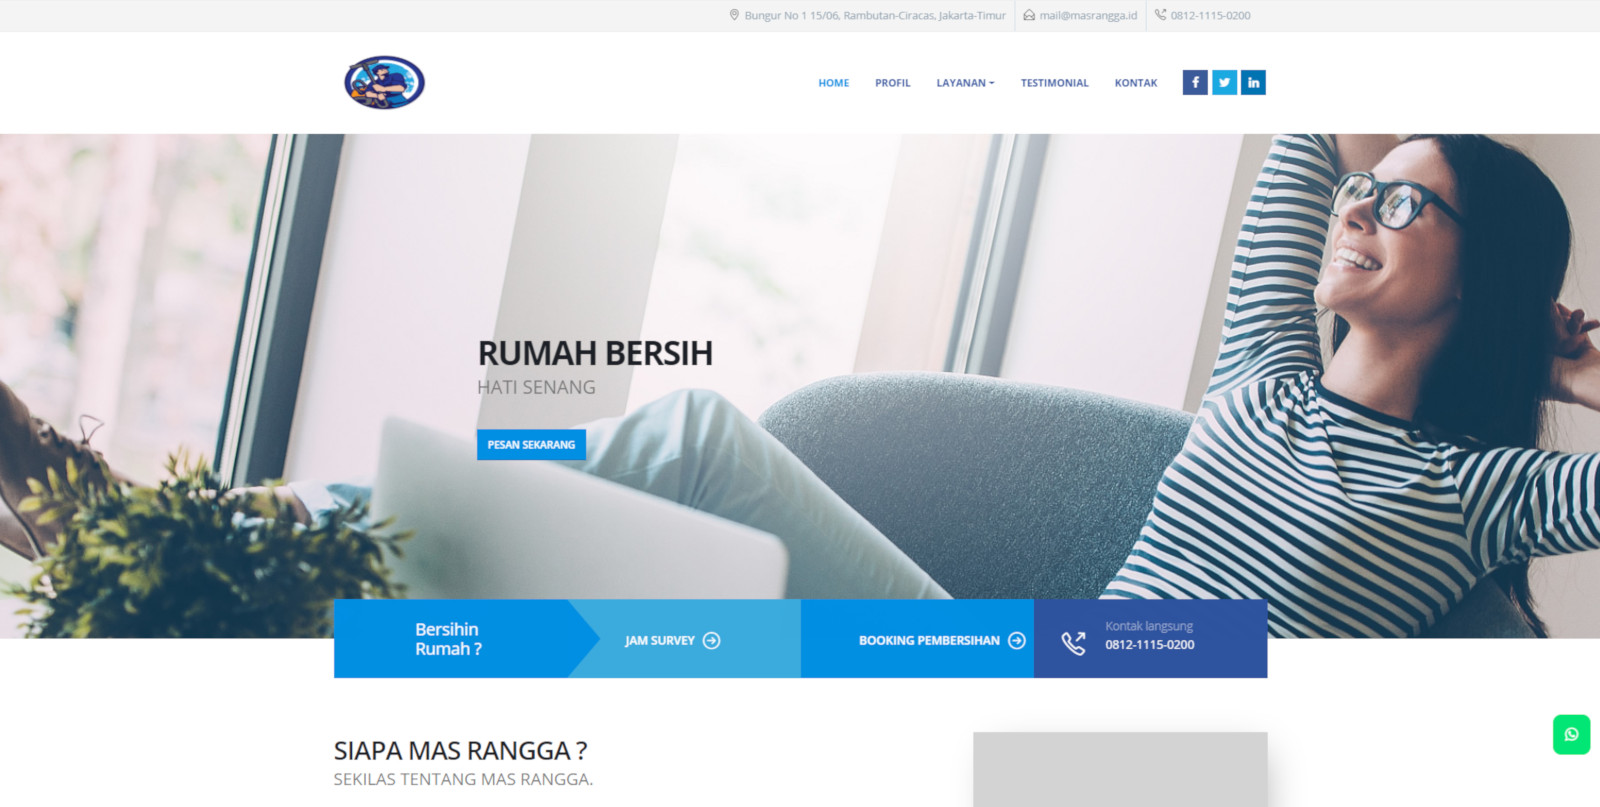 Bungur No 1 15/06, Rambutan-Ciracas, Jakarta-Timur
mail@masrangga.id
0812-1115-0200
HOME
PROFIL
LAYANAN
TESTIMONIAL
KONTAK
RUMAH BERSIH
HATI SENANG
PESAN SEKARANG
Bersihin
Rumah ?
JAM SURVEY
BOOKING PEMBERSIHAN
Kontak langsung
0812-1115-0200
SIAPA MAS RANGGA ?
SEKILAS TENTANG MAS RANGGA.